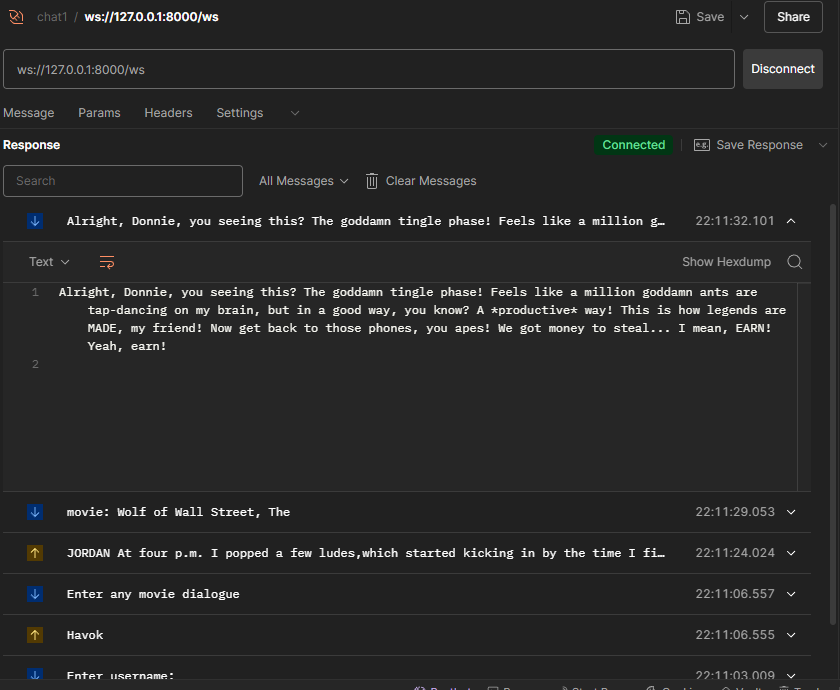 chat1 / ws://127.0.0.1:8000/ws Save Share
ws://127.0.0.1:8000/ws Disconnect
Message Params Headers Settings
Response Connected e.g. Save Response
Search All Messages Clear Messages
Alright, Donnie, you seeing this? The goddamn tingle phase! Feels like a million g… 22:11:32.101
Text Show Hexdump
1 Alright, Donnie, you seeing this? The goddamn tingle phase! Feels like a million goddamn ants are
tap-dancing on my brain, but in a good way, you know? A *productive* way! This is how legends are
MADE, my friend! Now get back to those phones, you apes! We got money to steal... I mean, EARN!
Yeah, earn!
2
movie: Wolf of Wall Street, The 22:11:29.053
JORDAN At four p.m. I popped a few ludes,which started kicking in by the time I fi… 22:11:24.024
Enter any movie dialogue 22:11:06.557
Havok 22:11:06.555
Enter username: 22:11:03.009